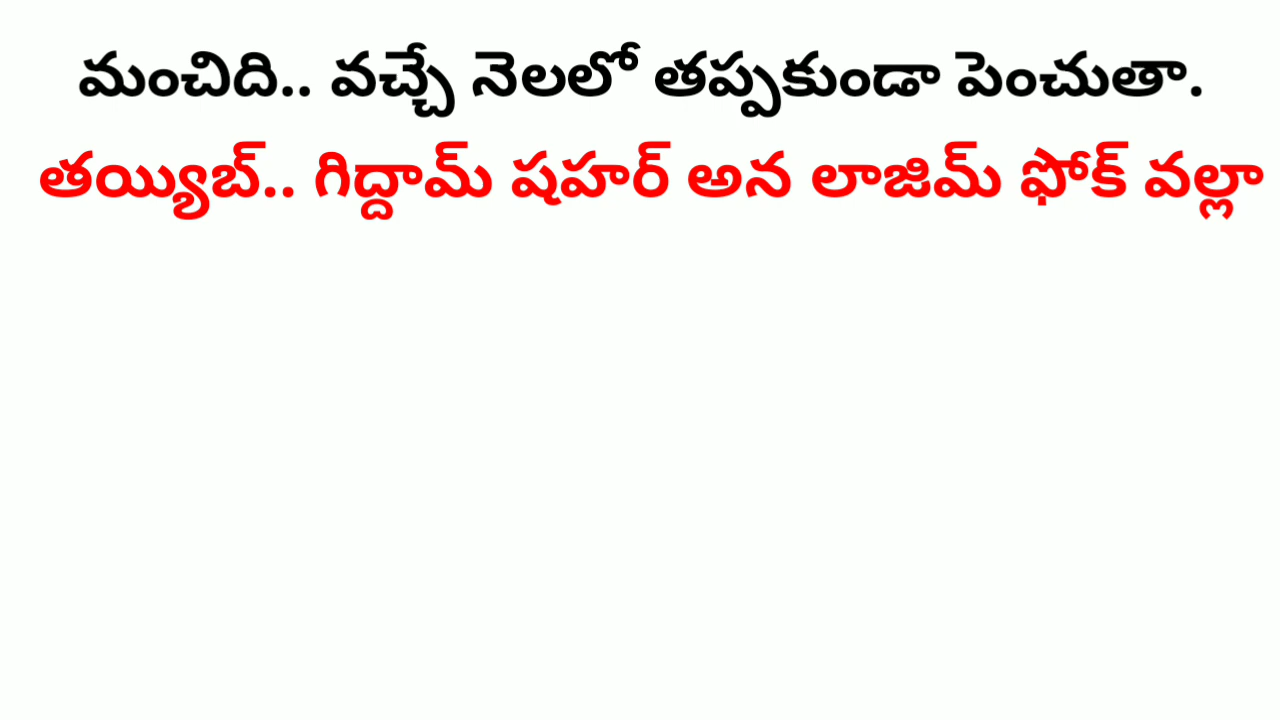 మంచిది.. వచ్చే నెలలో తప్పకుండా పెంచుతా.
తయ్యిబ్.. గిద్దామ్ షహర్ అన లాజిమ్ ఫోక్ వల్లా